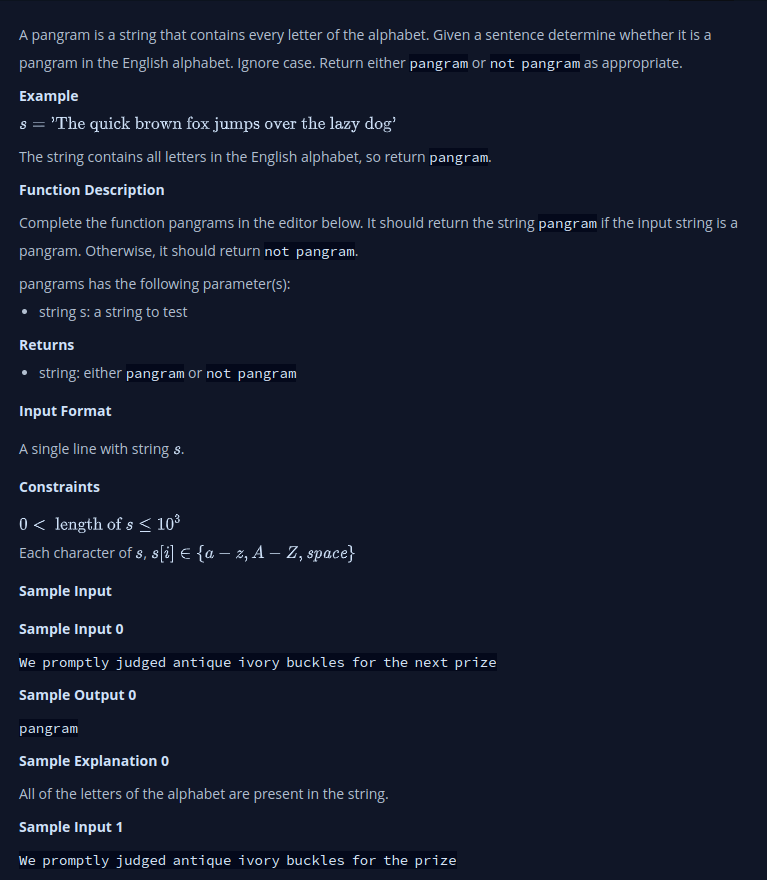 A pangram is a string that contains every letter of the alphabet. Given a sentence determine whether it is a
pangram in the English alphabet. Ignore case. Return either pangram or not pangram as appropriate.
Example
s = 'The quick brown fox jumps over the lazy dog'
The string contains all letters in the English alphabet, so return pangram.
Function Description
Complete the function pangrams in the editor below. It should return the string pangram if the input string is a
pangram. Otherwise, it should return not pangram.
pangrams has the following parameter(s):
• string s: a string to test
Returns
• string: either pangram or not pangram
Input Format
A single line with string s.
Constraints
0 < length of s ≤ 10³
Each character of s, s[i] ∈ {a − z, A − Z, space}
Sample Input
Sample Input 0
We promptly judged antique ivory buckles for the next prize
Sample Output 0
pangram
Sample Explanation 0
All of the letters of the alphabet are present in the string.
Sample Input 1
We promptly judged antique ivory buckles for the prize